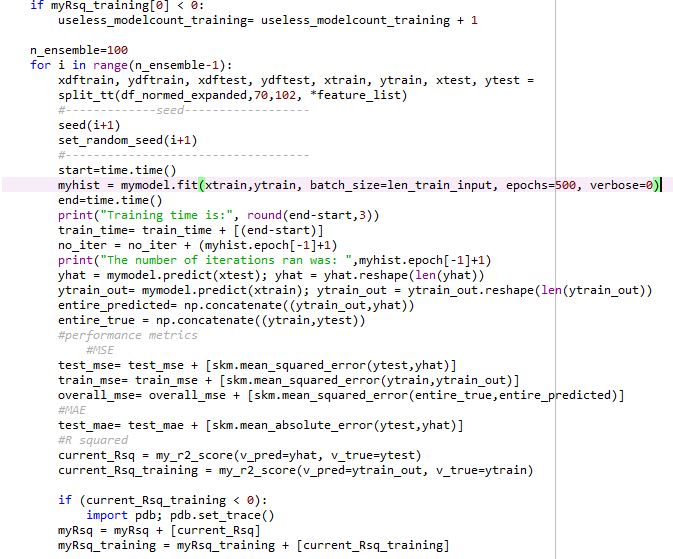 if myRsq_training[0] < 0:
useless_modelcount_training= useless_modelcount_training + 1
n_ensemble=100
for i in range(n_ensemble-1):
xdftrain, ydftrain, xdftest, ydftest, xtrain, ytrain, xtest, ytest =
split_tt(df_normed_expanded,70,102, *feature_list)
#-------------seed------------------
seed(i+1)
set_random_seed(i+1)
#-----------------------------------
start=time.time()
myhist = mymodel.fit(xtrain,ytrain, batch_size=len_train_input, epochs=500, verbose=0)
end=time.time()
print("Training time is:", round(end-start,3))
train_time= train_time + [(end-start)]
no_iter = no_iter + (myhist.epoch[-1]+1)
print("The number of iterations ran was: ",myhist.epoch[-1]+1)
yhat = mymodel.predict(xtest); yhat = yhat.reshape(len(yhat))
ytrain_out= mymodel.predict(xtrain); ytrain_out = ytrain_out.reshape(len(ytrain_out))
entire_predicted= np.concatenate((ytrain_out,yhat))
entire_true = np.concatenate((ytrain,ytest))
#performance metrics
#MSE
test_mse= test_mse + [skm.mean_squared_error(ytest,yhat)]
train_mse= train_mse + [skm.mean_squared_error(ytrain,ytrain_out)]
overall_mse= overall_mse + [skm.mean_squared_error(entire_true,entire_predicted)]
#MAE
test_mae= test_mae + [skm.mean_absolute_error(ytest,yhat)]
#R squared
current_Rsq = my_r2_score(v_pred=yhat, v_true=ytest)
current_Rsq_training = my_r2_score(v_pred=ytrain_out, v_true=ytrain)
if (current_Rsq_training < 0):
import pdb; pdb.set_trace()
myRsq = myRsq + [current_Rsq]
myRsq_training = myRsq_training + [current_Rsq_training]